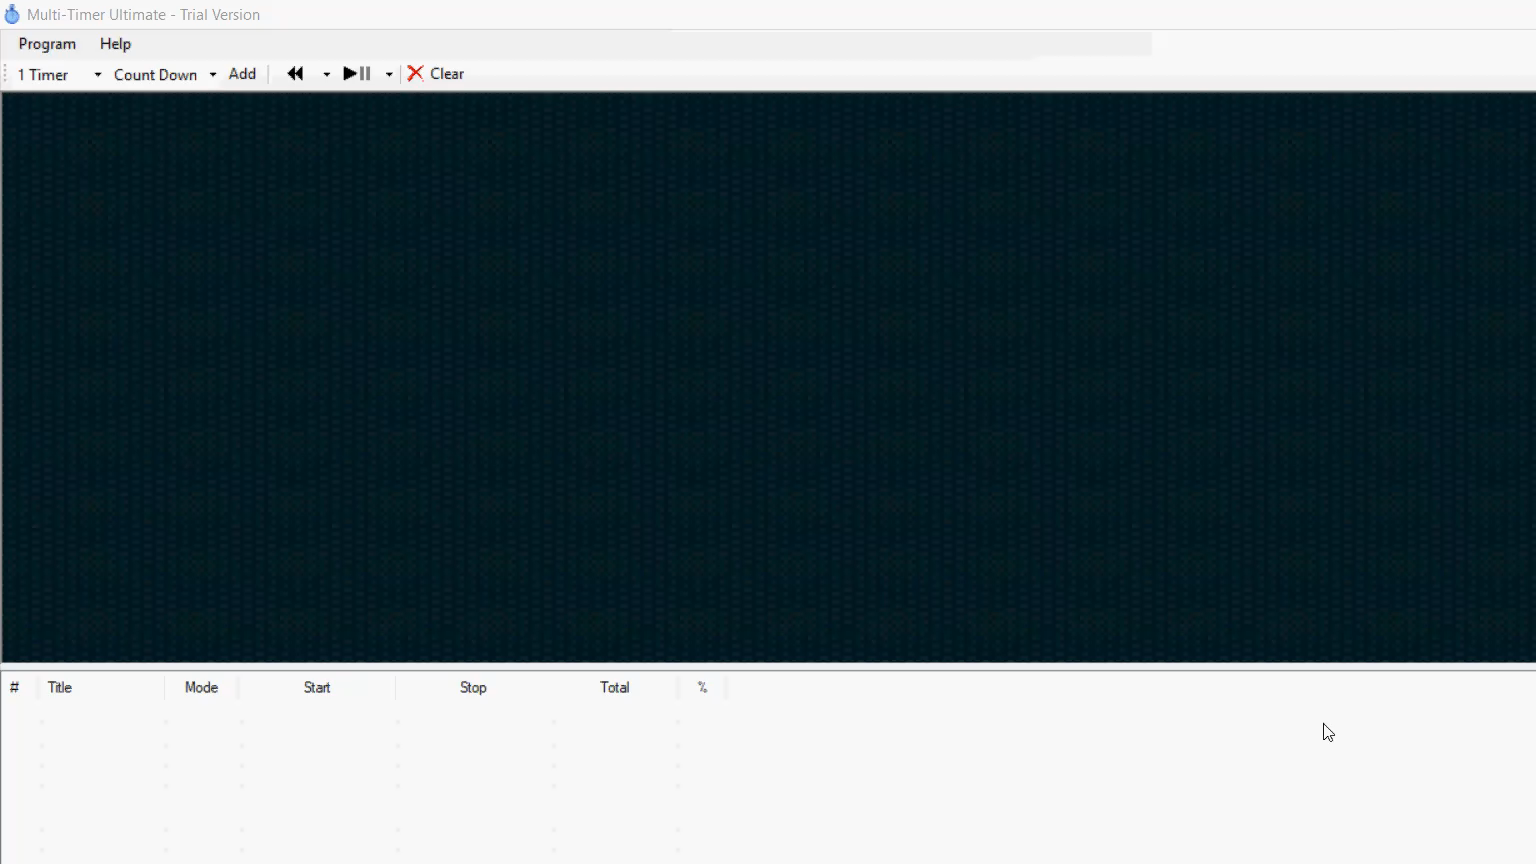 Multi-Timer Ultimate - Trial Version
Program Help
1 Timer Count Down Add Clear
# Title Mode Start Stop Total %